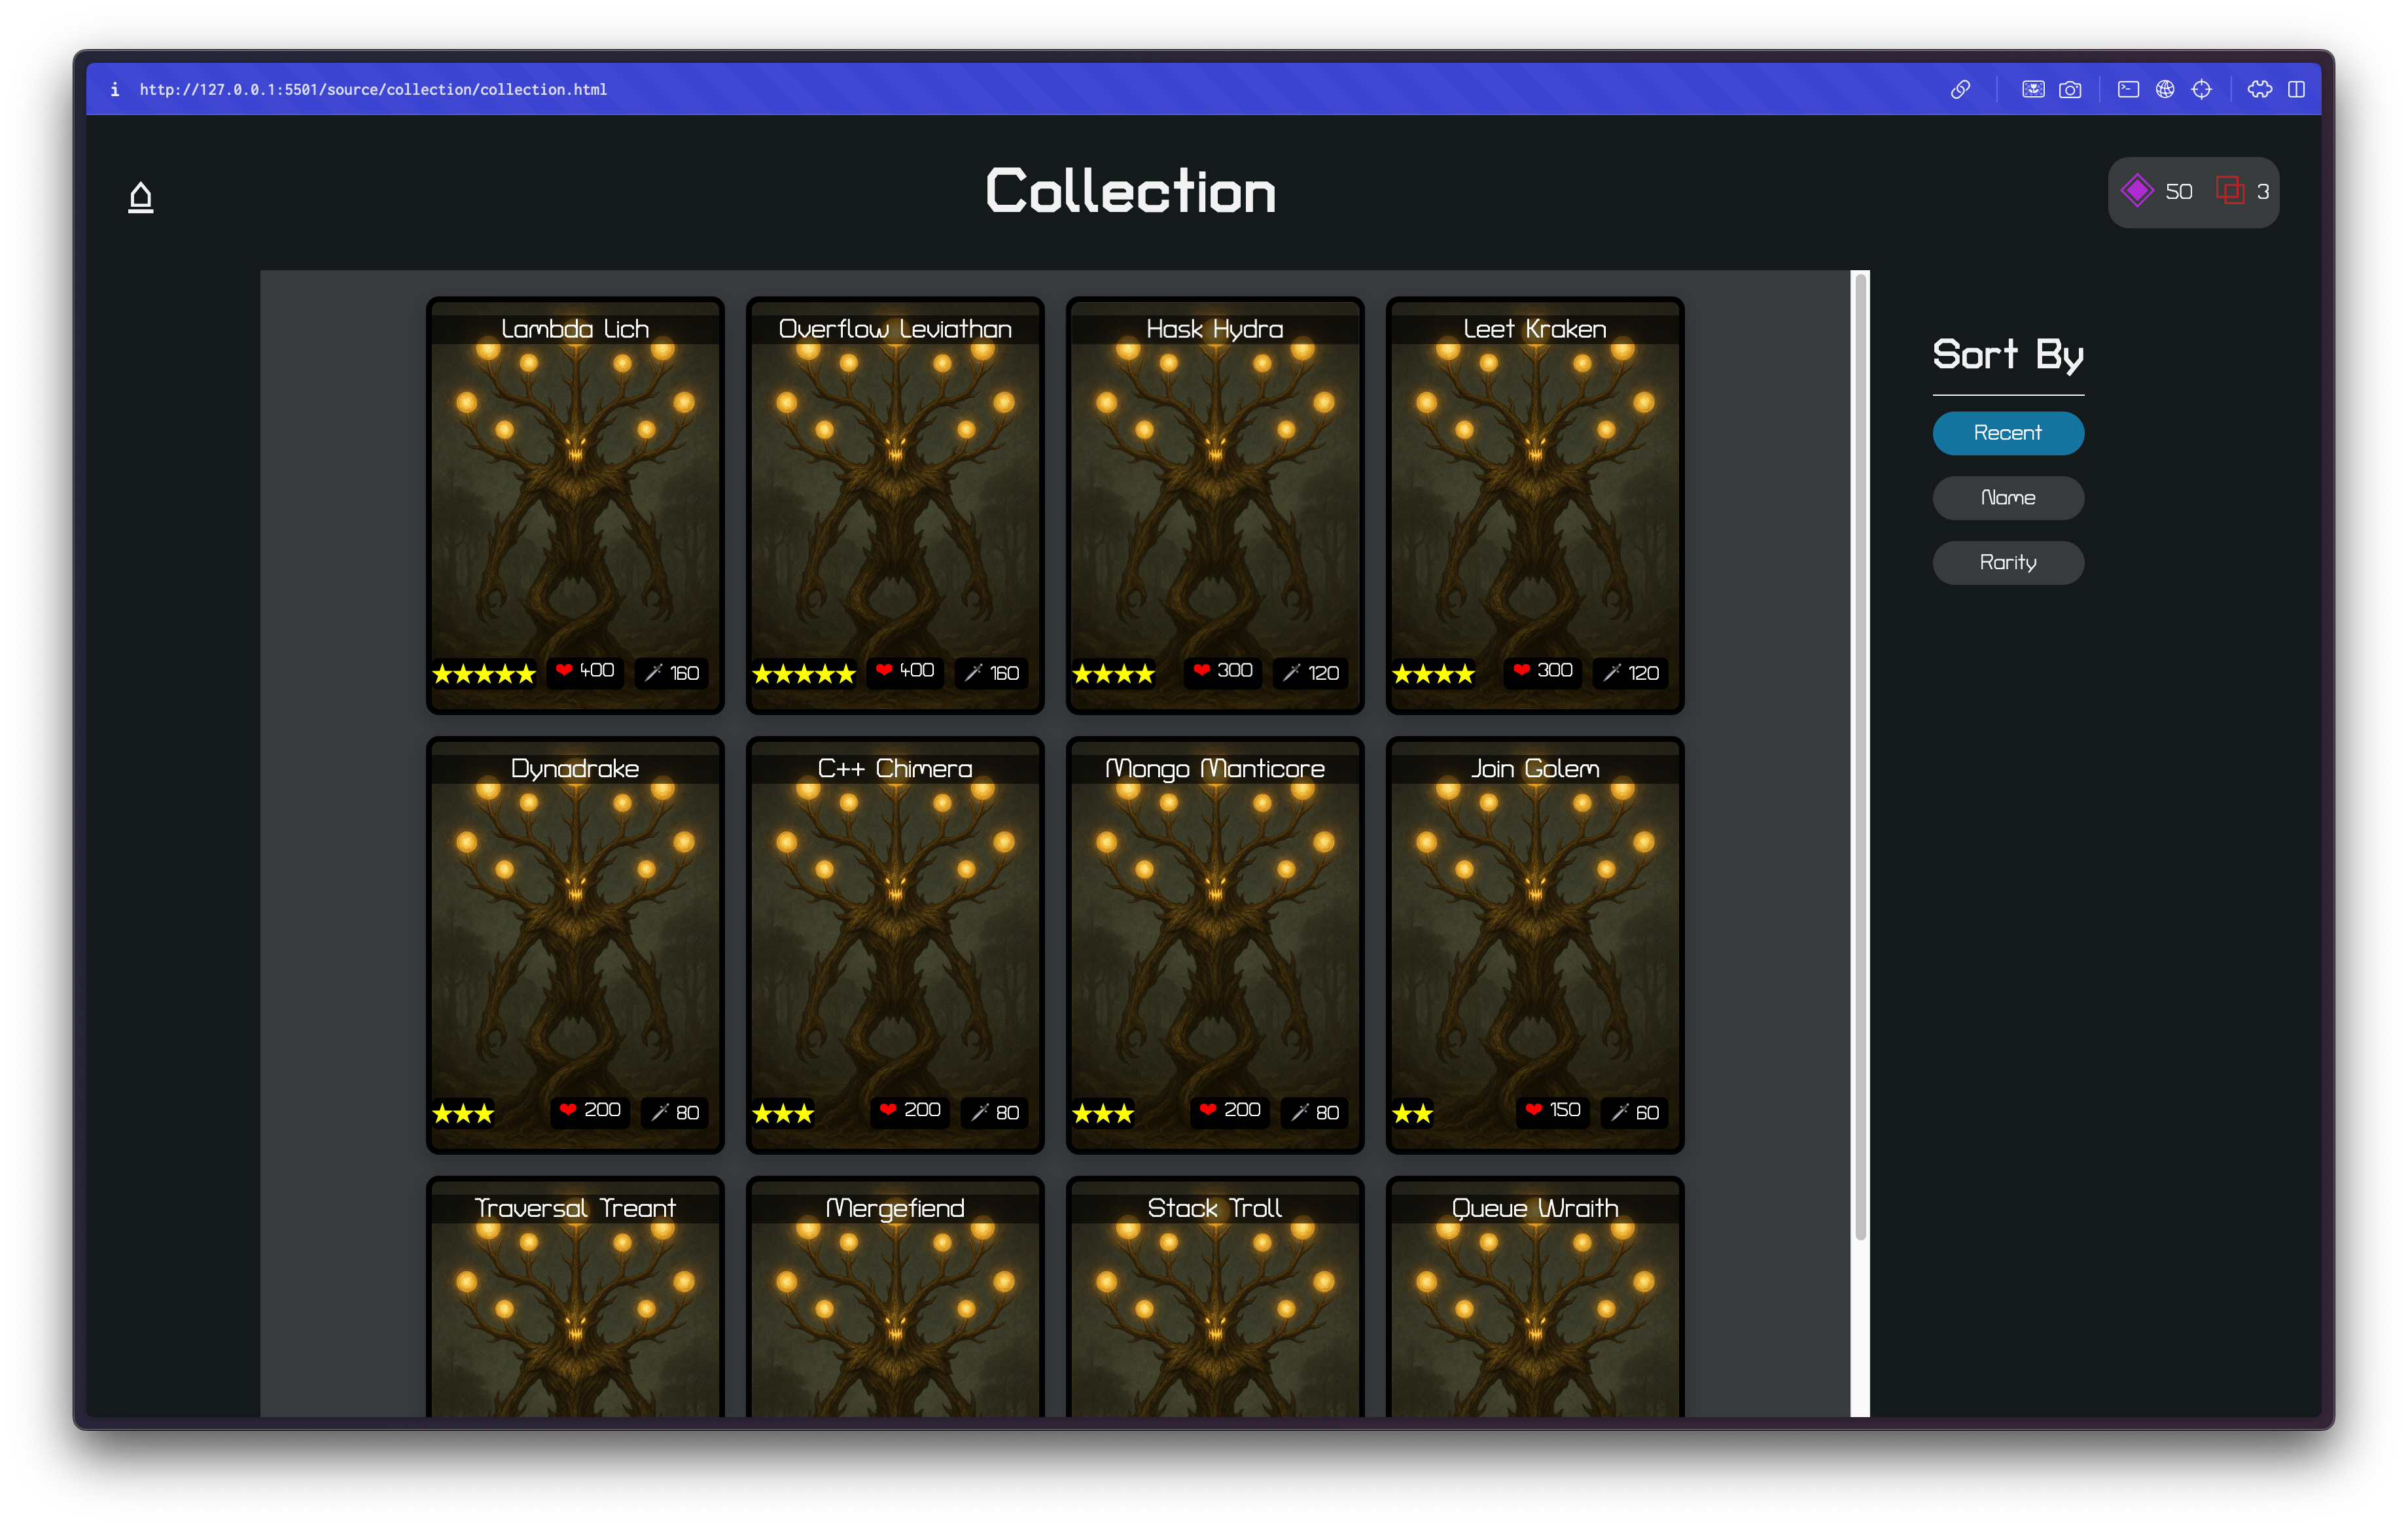 http://127.0.0.1:5501/source/collection/collection.html
Collection
50 3
Sort By
Recent
Name
Rarity
Lambda Lich
★★★★★ ❤ 400 160
Overflow Leviathan
★★★★★ ❤ 400 160
Hask Hydra
★★★★ ❤ 300 120
Leet Kraken
★★★★ ❤ 300 120
Dynadrake
★★★ ❤ 200 80
C++ Chimera
★★★ ❤ 200 80
Mongo Manticore
★★★ ❤ 200 80
Join Golem
★★ ❤ 150 60
Traversal Treant
Mergefiend
Stack Troll
Queue Wraith